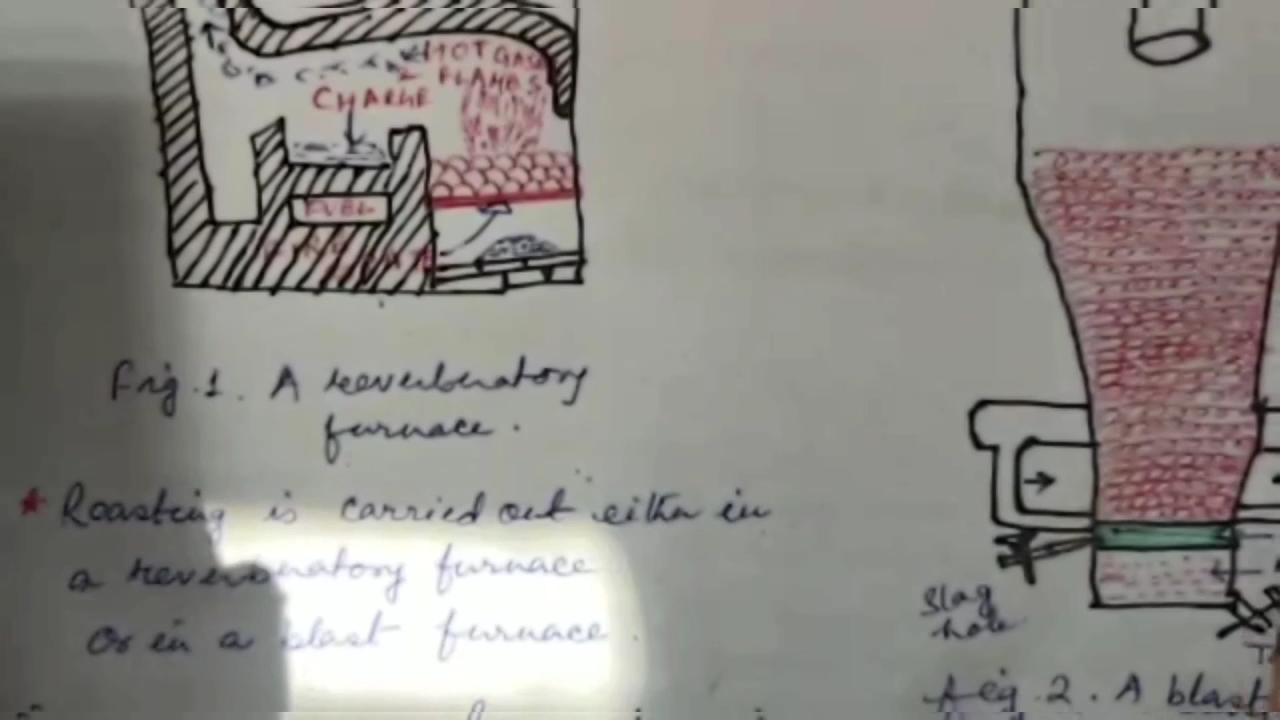 HOT GASE
FLAMES
CHARGE
FUEL
Fig.1. A reverberatory
furnace.
* Roasting is carried out either in
a reverberatory furnace
or in a blast furnace.
Slag
hole
T
Fig.2. A blast